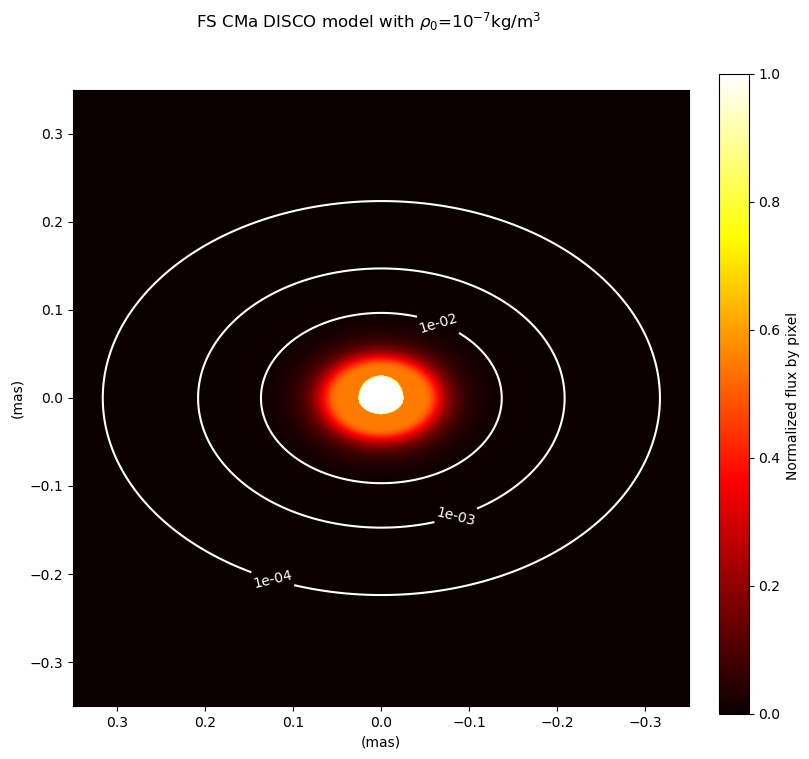 FS CMa DISCO model with ρ₀=10⁻⁷kg/m³
1.0
0.8
0.6
0.4
0.2
0.0
Normalized flux by pixel
0.3
0.2
0.1
0.0
−0.1
−0.2
−0.3
(mas)
1e-02
1e-03
1e-04
0.3
0.2
0.1
0.0
−0.1
−0.2
−0.3
(mas)